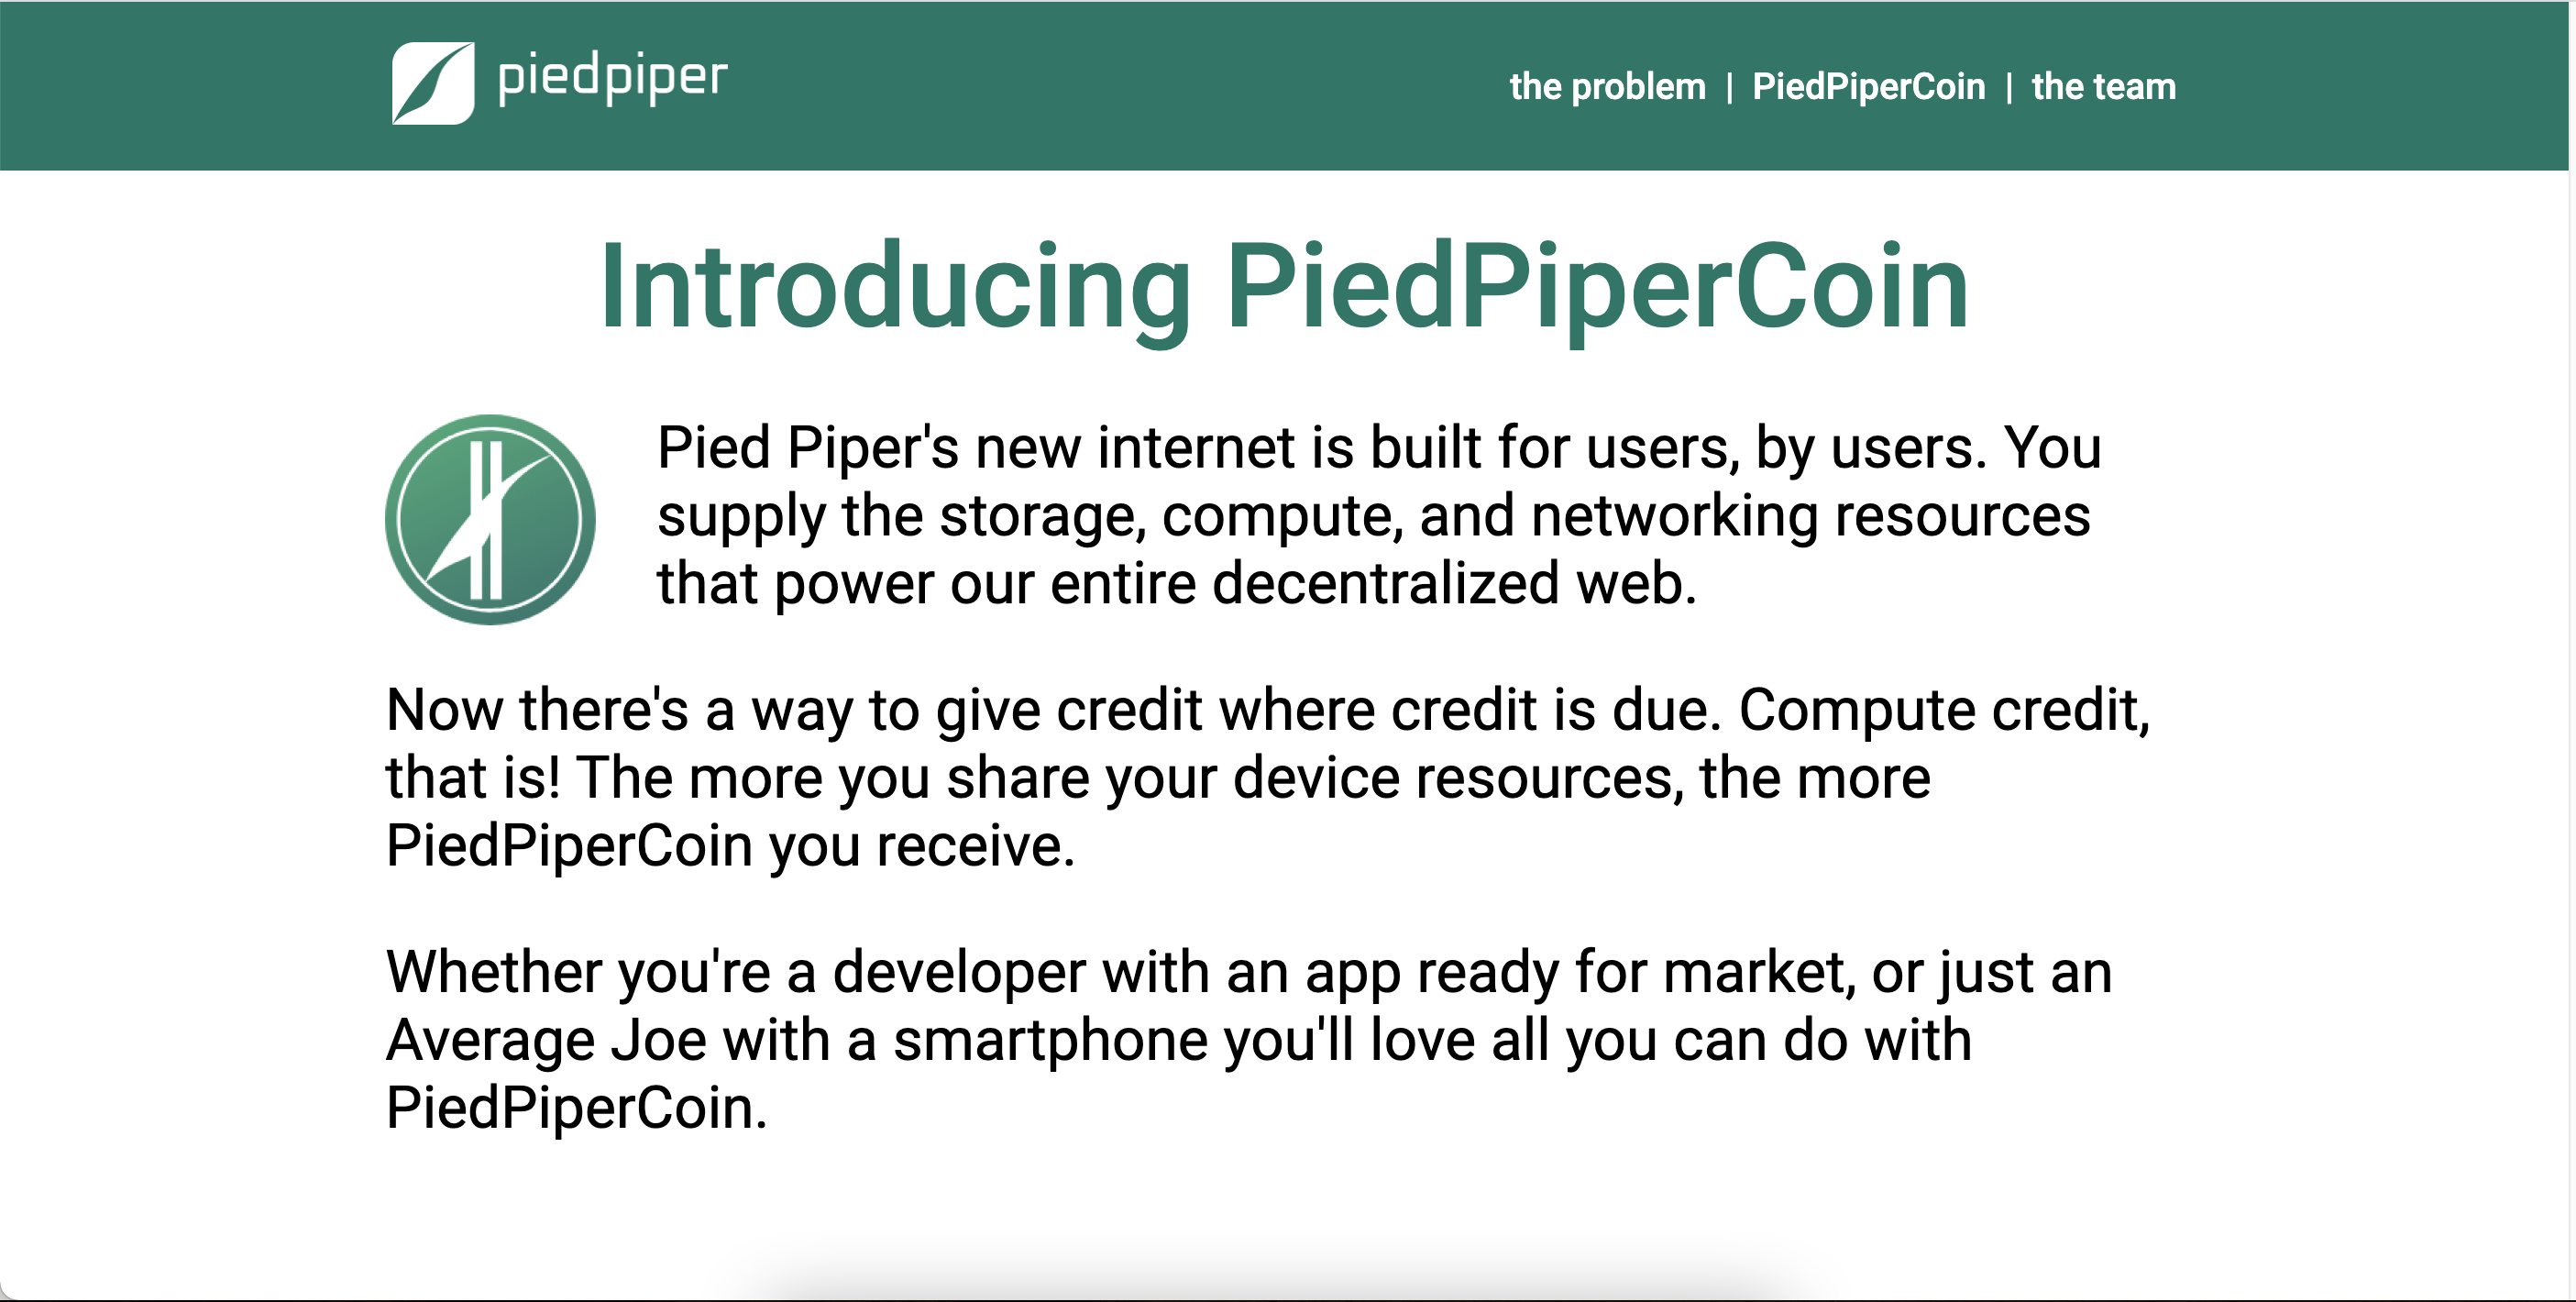 piedpiper
the problem | PiedPiperCoin | the team
Introducing PiedPiperCoin
Pied Piper's new internet is built for users, by users. You
supply the storage, compute, and networking resources
that power our entire decentralized web.
Now there's a way to give credit where credit is due. Compute credit,
that is! The more you share your device resources, the more
PiedPiperCoin you receive.
Whether you're a developer with an app ready for market, or just an
Average Joe with a smartphone you'll love all you can do with
PiedPiperCoin.